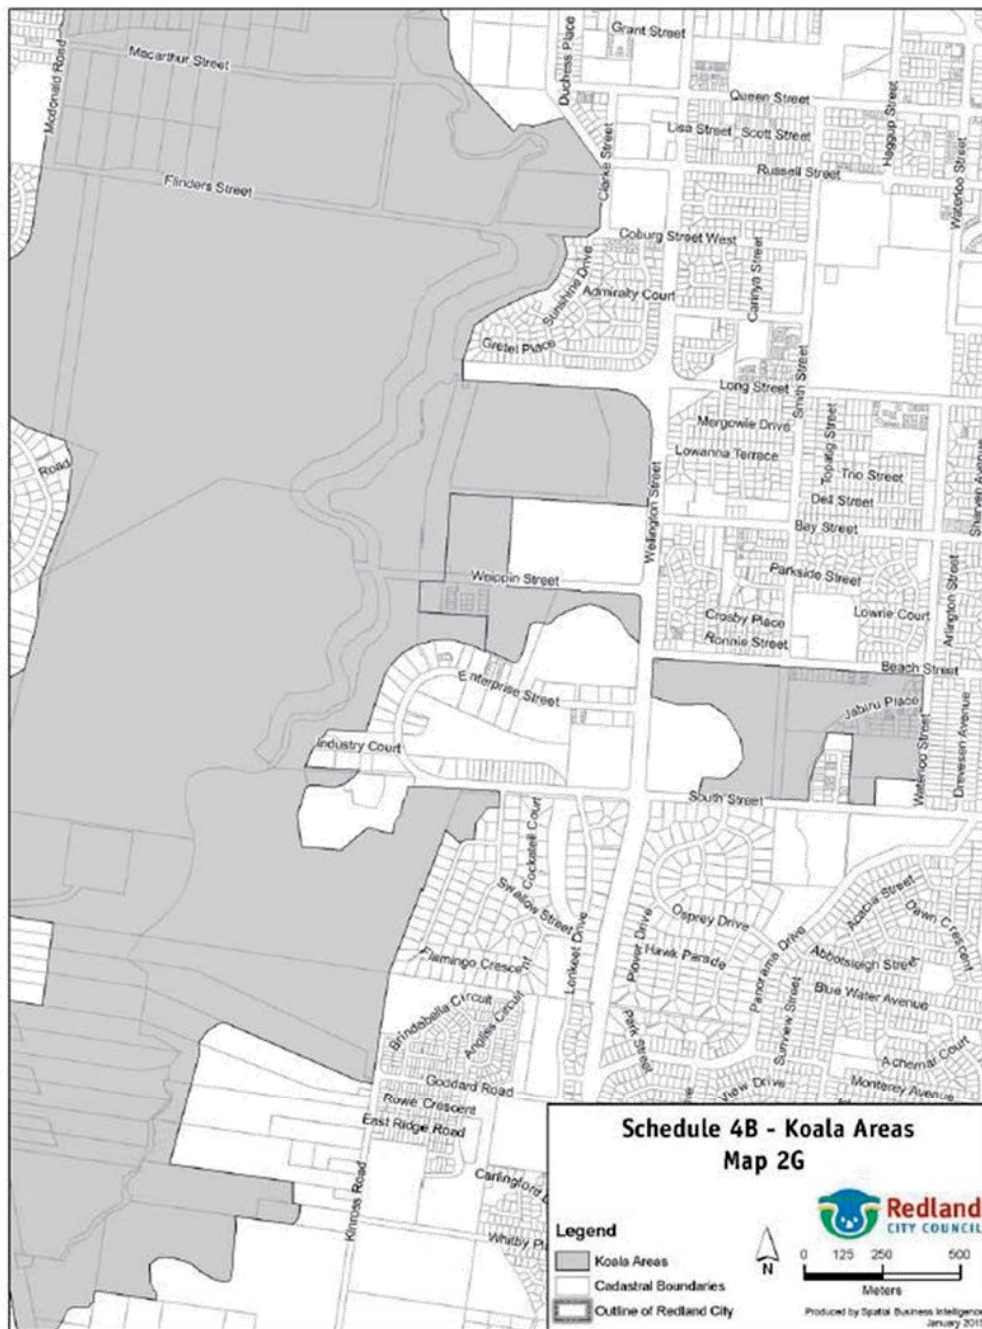 Grant Street
Duchess Place
Macarthur Street
Mcdonald Road
Queen Street
Haggup Street
Lisa Street
Scott Street
Clarke Street
Russell Street
Waterloo Street
Flinders Street
Coburg Street West
Carinya Street
Sunshine Drive
Admiralty Court
Gretel Place
Smith Street
Long Street
Mergowie Drive
Topatig Street
Lowanna Terrace
Road
Trio Street
Wellington Street
Dell Street
Bay Street
Weippin Street
Parkside Street
Arlington Street
Crosby Place
Lowrie Court
Ronnie Street
Beach Street
Enterprise Street
Jabiru Place
Industry Court
Waterloo Street
Drevesen Avenue
South Street
Cockatell Court
Swallow Street
Lorikeet Drive
Plover Drive
Osprey Drive
Hawk Parade
Panorama Drive
Acacia Street
Dawn Crescent
Abbotsleigh Street
Flamingo Crescent
Blue Water Avenue
Brindabella Circuit
Angles Circuit
Park Street
Sunview Street
Achernar Court
Goddard Road
View Drive
Monterey Avenue
Rowe Crescent
East Ridge Road
Kinross Road
Carlingford
Whitby
Schedule 4B - Koala Areas
Map 2G
Redland
CITY COUNCIL
Legend
Koala Areas
Cadastral Boundaries
Outline of Redland City
N
0 125 250 500
Meters
Produced by Spatial Business Intelligence
January 2015